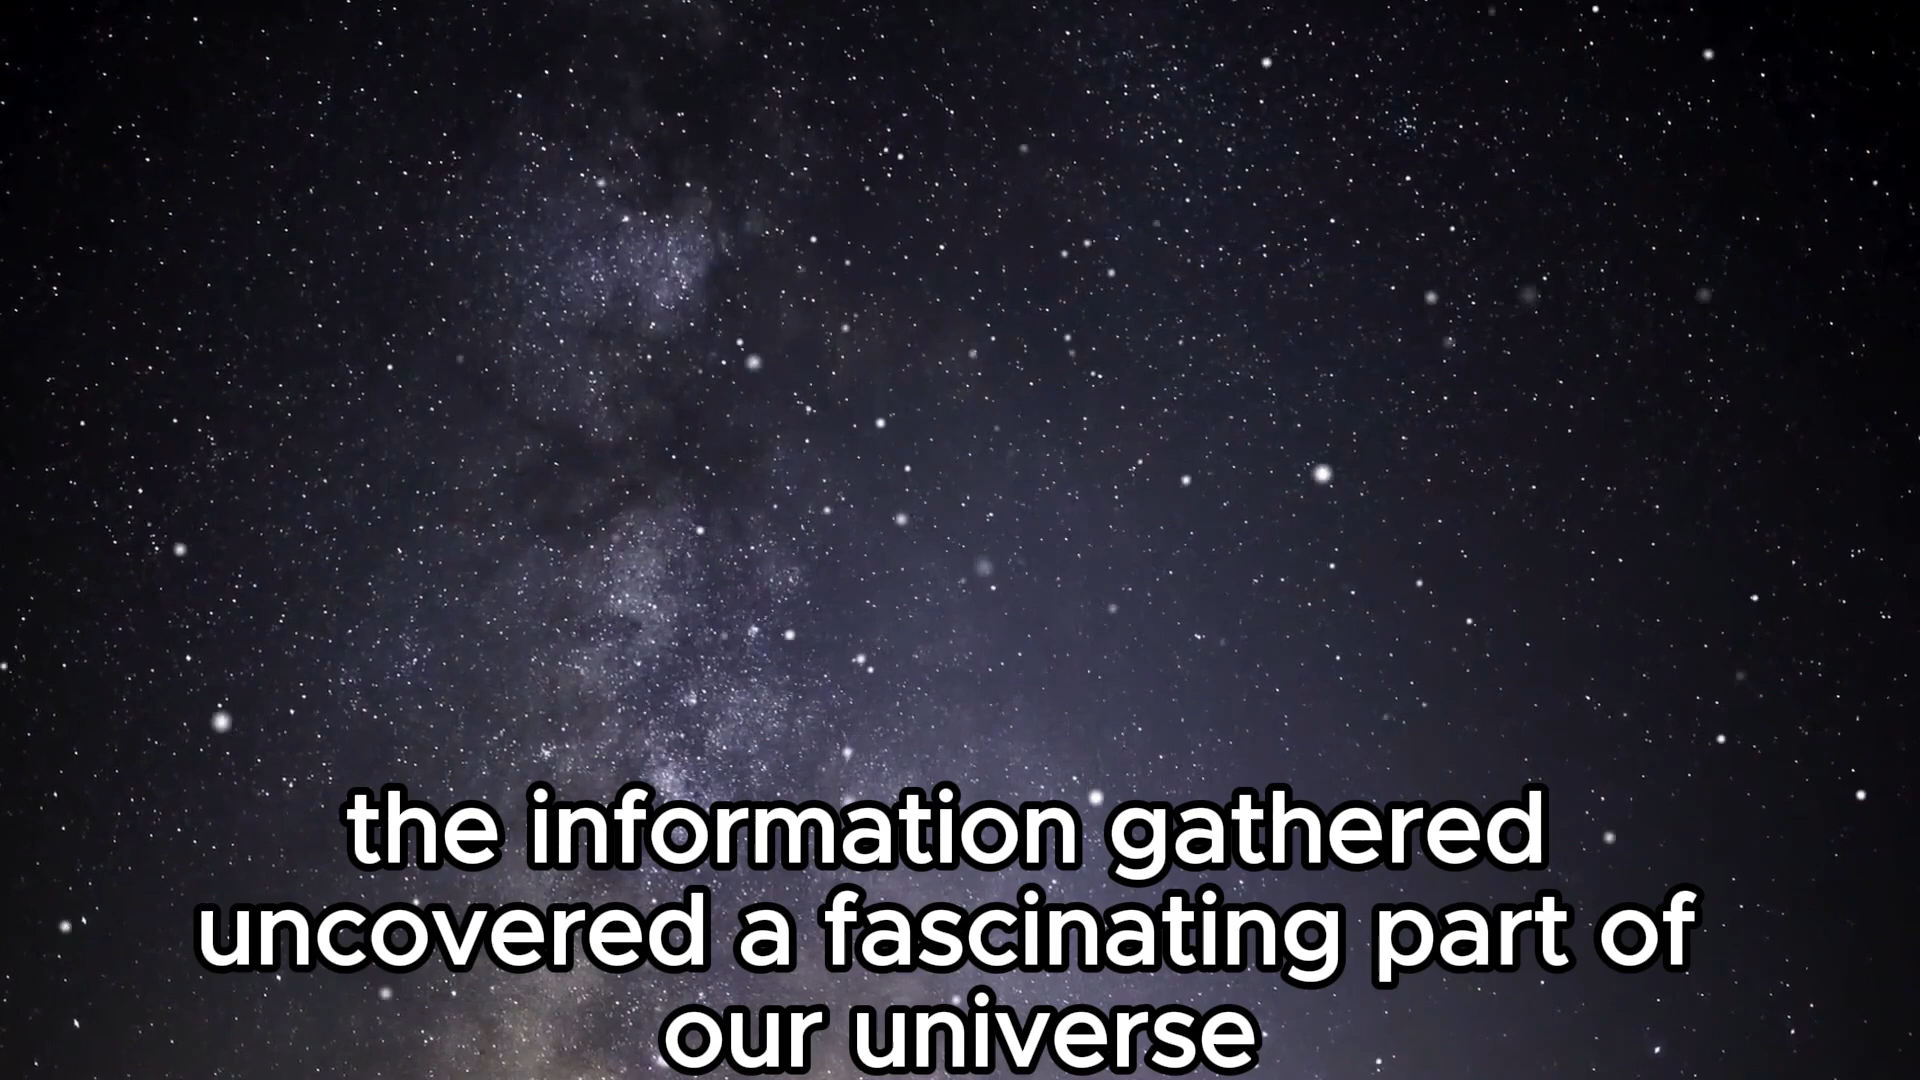 the information gathered
uncovered a fascinating part of
our universe